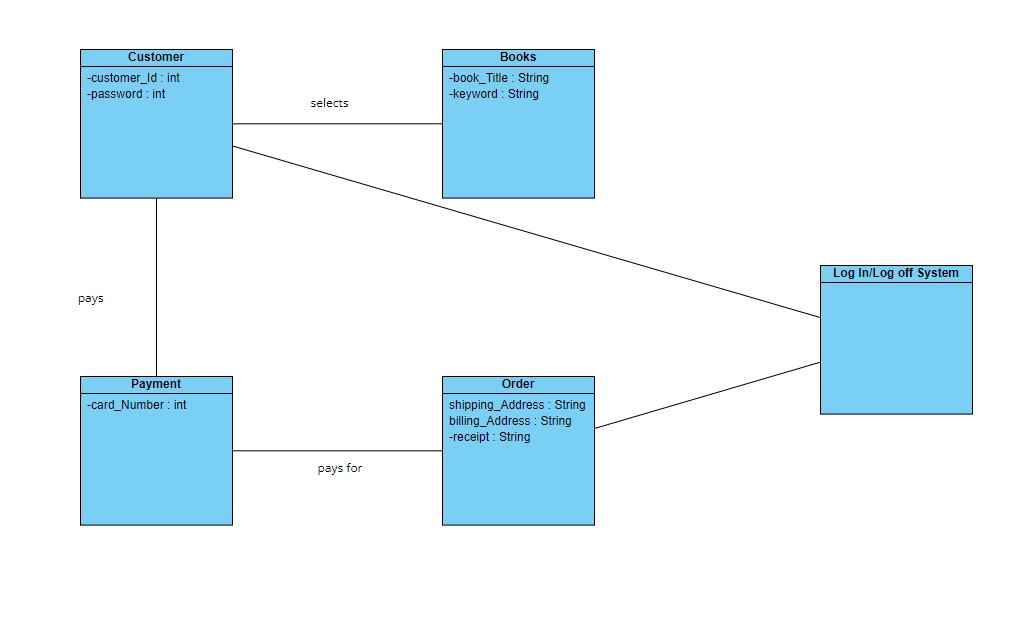 Customer
-customer_Id : int
-password : int
selects
Books
-book_Title : String
-keyword : String
Log In/Log off System
pays
Payment
-card_Number : int
pays for
Order
shipping_Address : String
billing_Address : String
-receipt : String